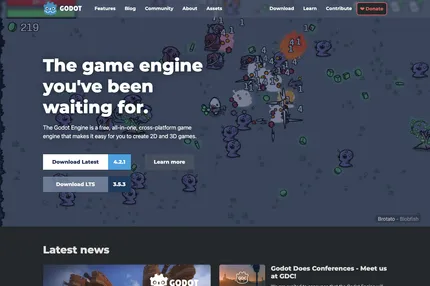 219
GODOT
Features Blog Community About Assets
Download Learn Contribute Donate
The game engine
you've been
waiting for.
The Godot Engine is a free, all-in-one, cross-platform game
engine that makes it easy for you to create 2D and 3D games.
Download Latest 4.2.1
Learn more
Download LTS 3.5.3
Brotato - Blobfish
Latest news
GODOT
Godot Does Conferences - Meet us
at GDC!